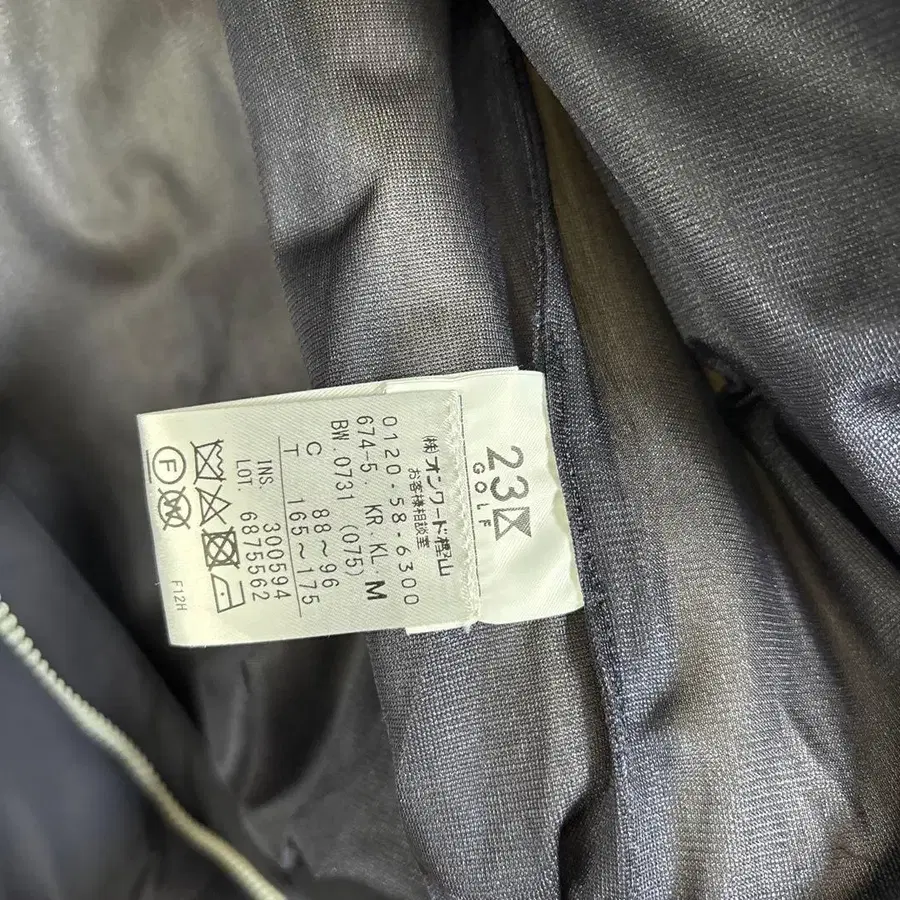 23区
GOLF
(株)オンワード樫山
お客様相談室
0120-58-6300
674-5. KR.KL. M
BW.0731 (075)
C 88~96
T 165~175
INS. 300594
LOT. 6875562
F
W
F12H